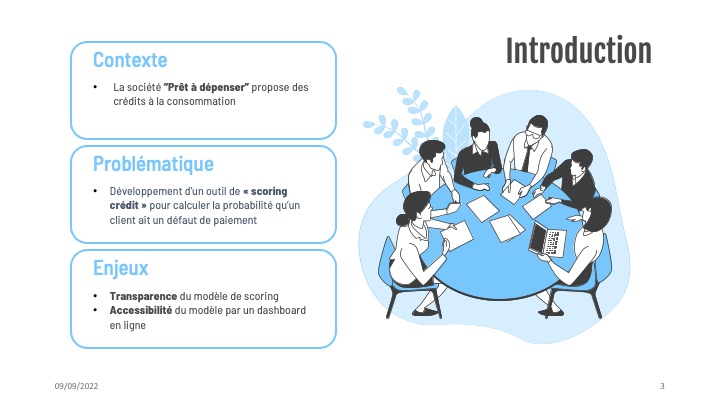 Introduction
Contexte
• La société "Prêt à dépenser" propose des
crédits à la consommation
Problématique
• Développement d'un outil de « scoring
crédit » pour calculer la probabilité qu'un
client ait un défaut de paiement
Enjeux
• Transparence du modèle de scoring
• Accessibilité du modèle par un dashboard
en ligne
09/09/2022
3